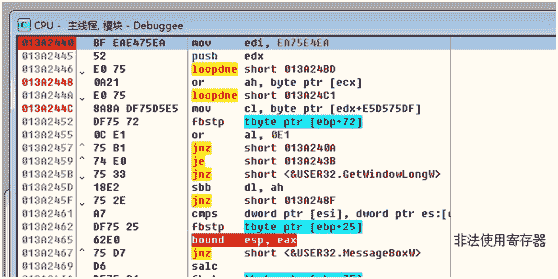 CPU - 主线程, 模块 - Debuggee
013A2440 BF EAE475EA mov edi, EA75E4EA
013A2445 52 push edx
013A2446 E0 75 loopdne short 013A24BD
013A2448 0A21 or ah, byte ptr [ecx]
013A244A E0 75 loopdne short 013A24C1
013A244C 8A8A DF75D5E5 mov cl, byte ptr [edx+E5D575DF]
013A2452 DF75 72 fbstp tbyte ptr [ebp+72]
013A2455 0C E1 or al, 0E1
013A2457 75 B1 jnz short 013A240A
013A2459 74 E0 je short 013A243B
013A245B 75 33 jnz short <&USER32.GetWindowLongW>
013A245D 18E2 sbb dl, ah
013A245F 75 2E jnz short 013A248F
013A2461 A7 cmps dword ptr [esi], dword ptr es:[
013A2462 DF75 25 fbstp tbyte ptr [ebp+25]
013A2465 62E0 bound esp, eax 非法使用寄存器
013A2467 75 D7 jnz short <&USER32.MessageBoxW>
013A2469 D6 salc